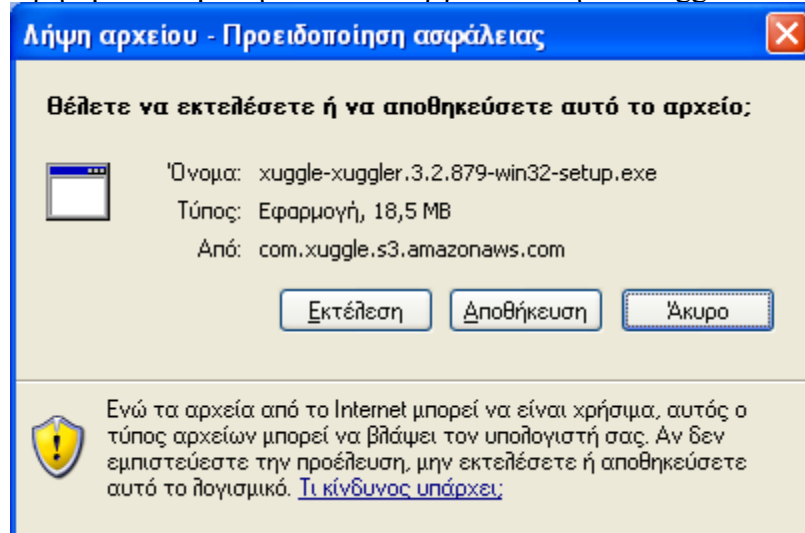 Λήψη αρχείου - Προειδοποίηση ασφάλειας
Θέλετε να εκτελέσετε ή να αποθηκεύσετε αυτό το αρχείο;
Όνομα: xuggle-xuggler.3.2.879-win32-setup.exe
Τύπος: Εφαρμογή, 18,5 MB
Από: com.xuggle.s3.amazonaws.com
Εκτέλεση Αποθήκευση Άκυρο
Ενώ τα αρχεία από το Internet μπορεί να είναι χρήσιμα, αυτός ο
τύπος αρχείων μπορεί να βλάψει τον υπολογιστή σας. Αν δεν
εμπιστεύεστε την προέλευση, μην εκτελέσετε ή αποθηκεύσετε
αυτό το λογισμικό. Τι κίνδυνος υπάρχει;